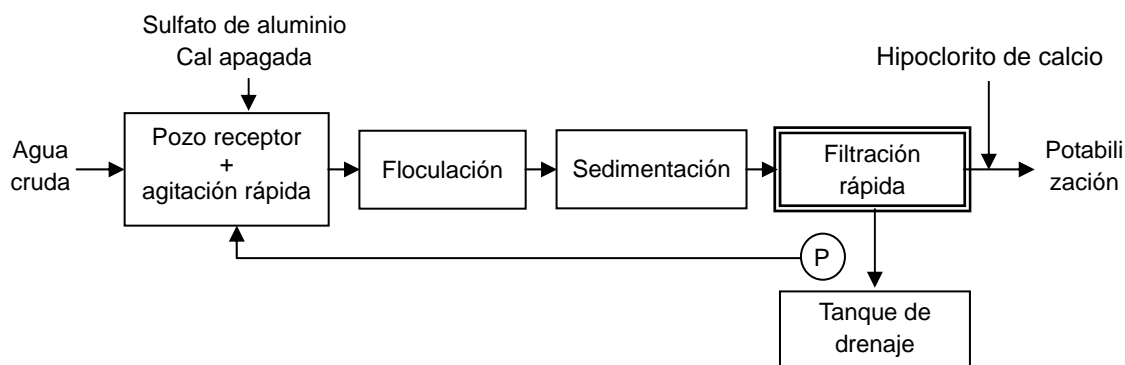 Sulfato de aluminio
Cal apagada
Hipoclorito de calcio
Agua
cruda
Pozo receptor
+
agitación rápida
Floculación
Sedimentación
Filtración
rápida
Potabili
zación
P
Tanque de
drenaje